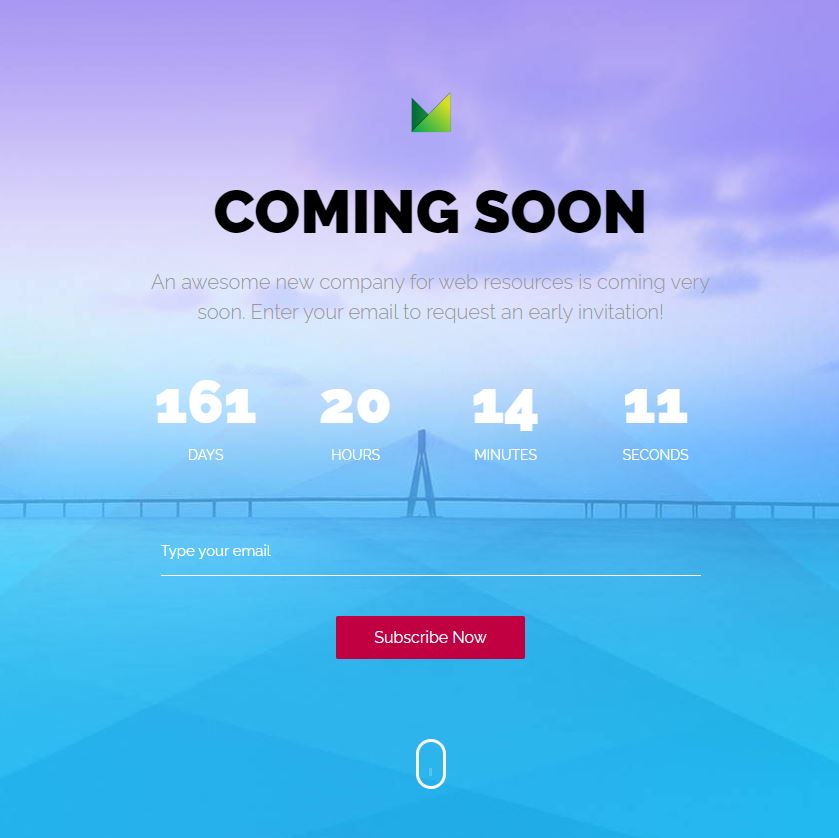 COMING SOON
An awesome new company for web resources is coming very
soon. Enter your email to request an early invitation!
161 20 14 11
DAYS HOURS MINUTES SECONDS
Type your email
Subscribe Now